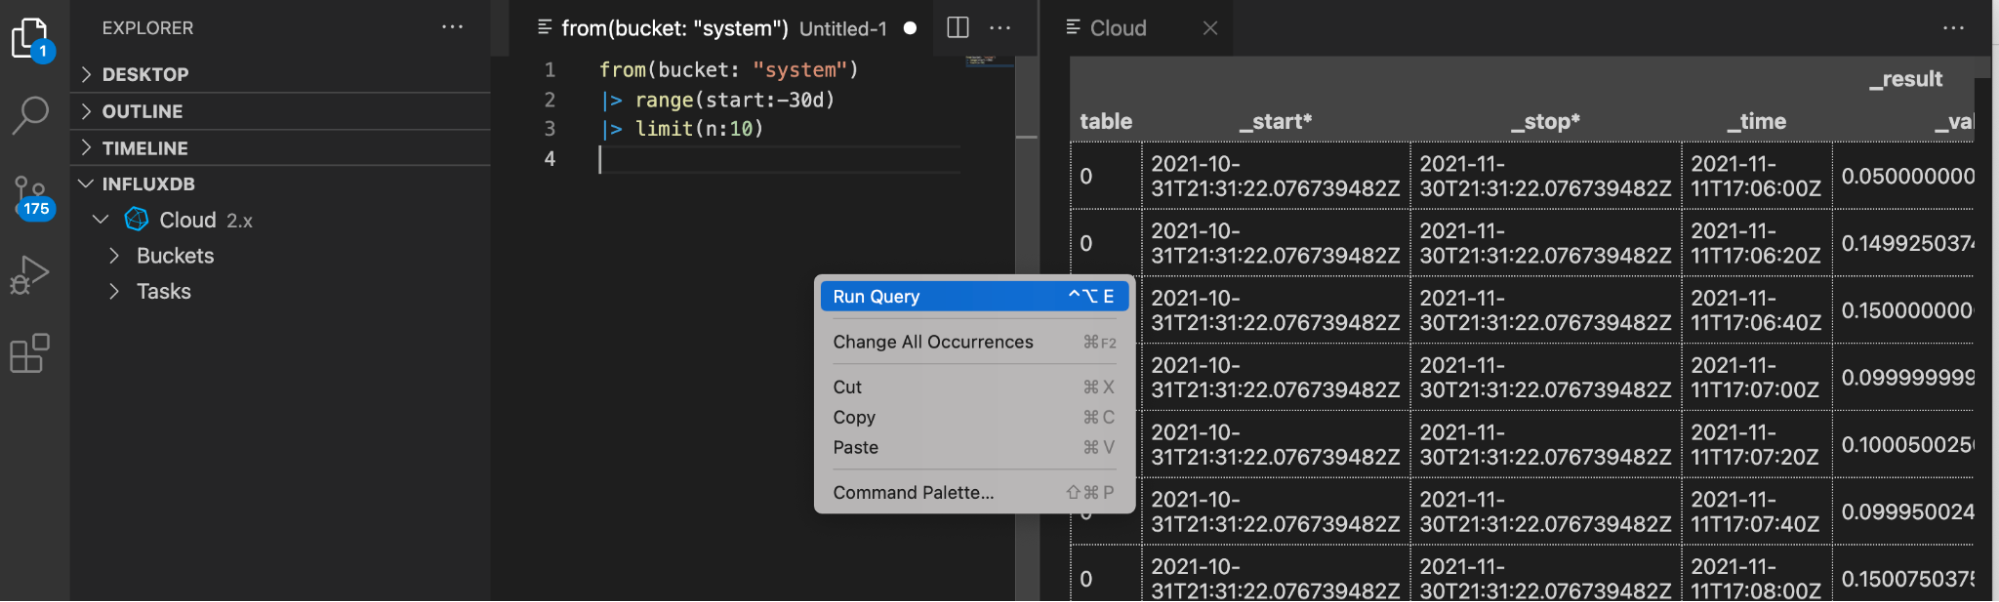 EXPLORER
1
DESKTOP
OUTLINE
TIMELINE
INFLUXDB
175
Cloud 2.x
Buckets
Tasks
from(bucket: "system") Untitled-1
1 from(bucket: "system")
2 |> range(start:-30d)
3 |> limit(n:10)
4
Run Query ^⌥E
Change All Occurrences ⌘F2
Cut ⌘X
Copy ⌘C
Paste ⌘V
Command Palette... ⇧⌘P
Cloud
_result
table _start* _stop* _time
0 2021-10-31T21:31:22.076739482Z 2021-11-30T21:31:22.076739482Z 2021-11-11T17:06:00Z 0.0500000000
0 2021-10-31T21:31:22.076739482Z 2021-11-30T21:31:22.076739482Z 2021-11-11T17:06:20Z 0.149925037
2021-10-31T21:31:22.076739482Z 2021-11-30T21:31:22.076739482Z 2021-11-11T17:06:40Z 0.150000000
2021-10-31T21:31:22.076739482Z 2021-11-30T21:31:22.076739482Z 2021-11-11T17:07:00Z 0.099999999
2021-10-31T21:31:22.076739482Z 2021-11-30T21:31:22.076739482Z 2021-11-11T17:07:20Z 0.100050025
2021-10-31T21:31:22.076739482Z 2021-11-30T21:31:22.076739482Z 2021-11-11T17:07:40Z 0.099950024
0 2021-10-31T21:31:22.076739482Z 2021-11-30T21:31:22.076739482Z 2021-11-11T17:08:00Z 0.150075037